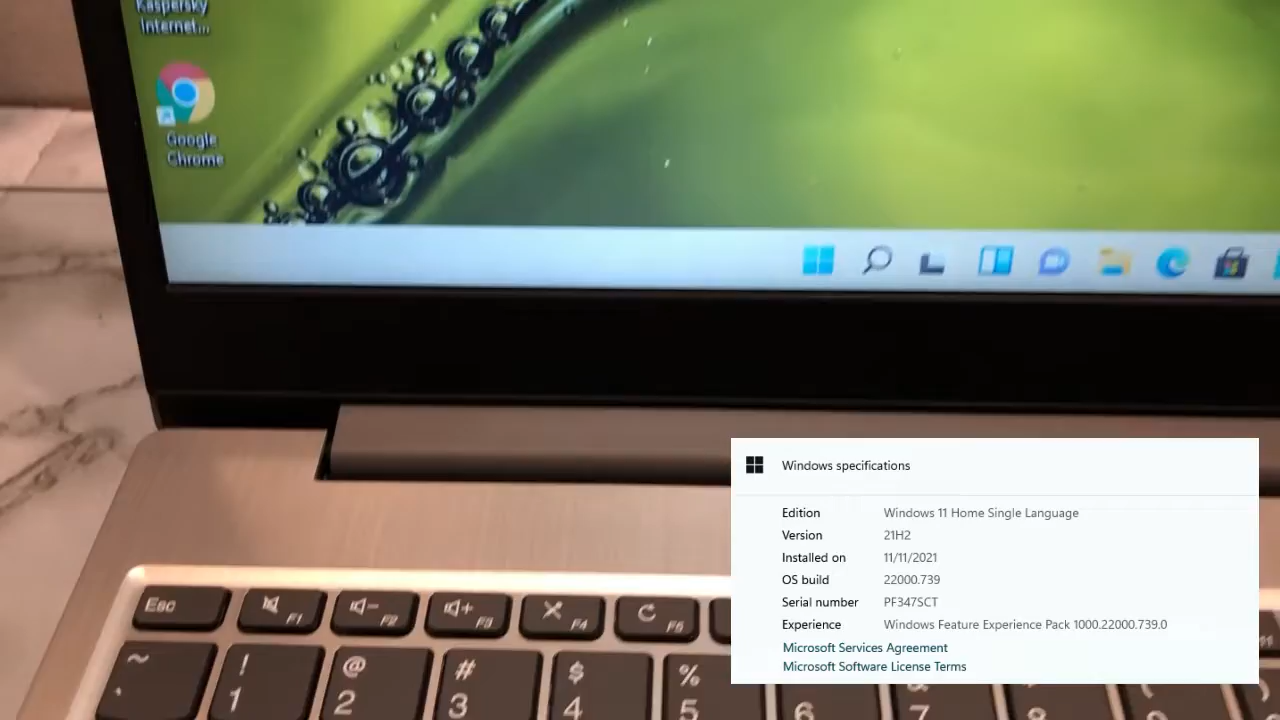 Kaspersky
Internet...
Google
Chrome
Windows specifications
Edition Windows 11 Home Single Language
Version 21H2
Installed on 11/11/2021
OS build 22000.739
Serial number PF347SCT
Experience Windows Feature Experience Pack 1000.22000.739.0
Microsoft Services Agreement
Microsoft Software License Terms
Esc F1 F2 F3 F4 F5
~ ! @ # $ %
` 1 2 3 4 5 6 7 8